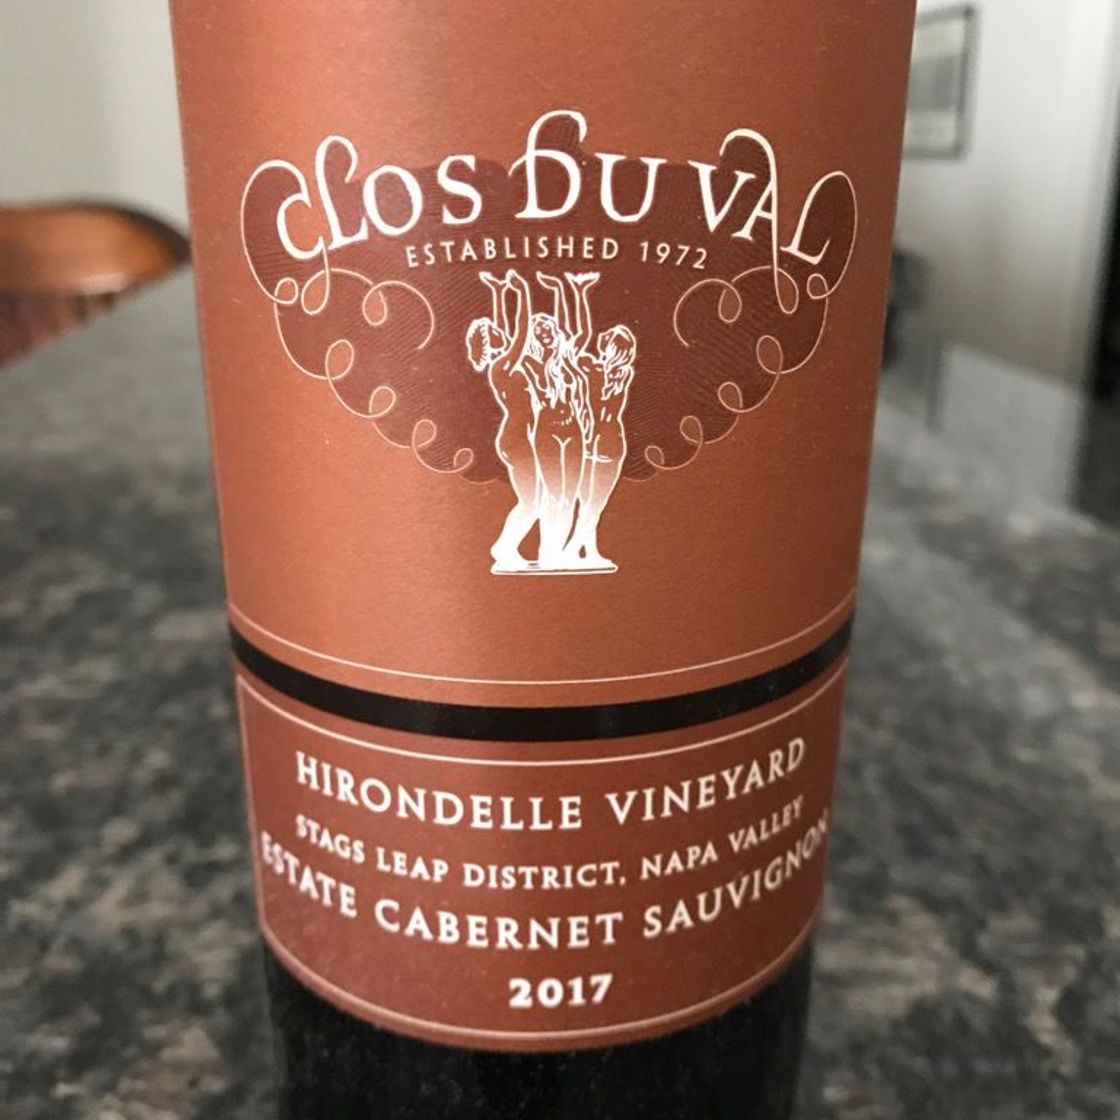 CLOS DU VAL
ESTABLISHED 1972
HIRONDELLE VINEYARD
STAGS LEAP DISTRICT, NAPA VALLEY
ESTATE CABERNET SAUVIGNON
2017